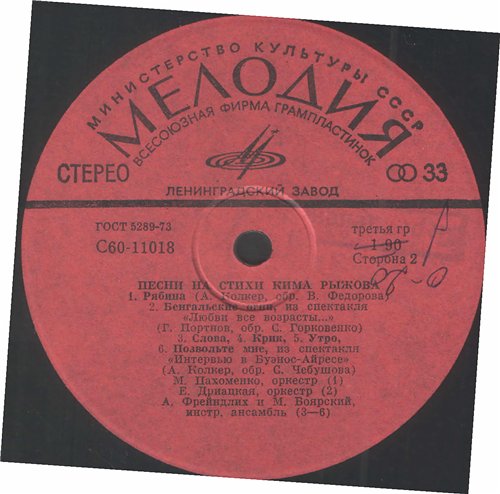 МИНИСТЕРСТВО КУЛЬТУРЫ СССР
МЕЛОДИЯ
ВСЕСОЮЗНАЯ ФИРМА ГРАМПЛАСТИНОК
СТЕРЕО
33
ЛЕНИНГРАДСКИЙ ЗАВОД
ГОСТ 5289-73
С60-11018
третья гр
1-90
Сторона 2
ПЕСНИ НА СТИХИ КИМА РЫЖОВА
1. Рябина (А. Колкер, обр. В. Федорова)
2. Бенгальские огни, из спектакля
«Любви все возрасты...»
(Г. Портнов, обр. С. Горковенко)
3. Слова, 4. Крик, 5. Утро,
6. Позвольте мне, из спектакля
«Интервью в Буэнос-Айресе»
(А. Колкер, обр. С. Чебушова)
М. Пахоменко, оркестр (1)
Е. Дриацкая, оркестр (2)
А. Фрейндлих и М. Боярский,
инстр. ансамбль (3—6)